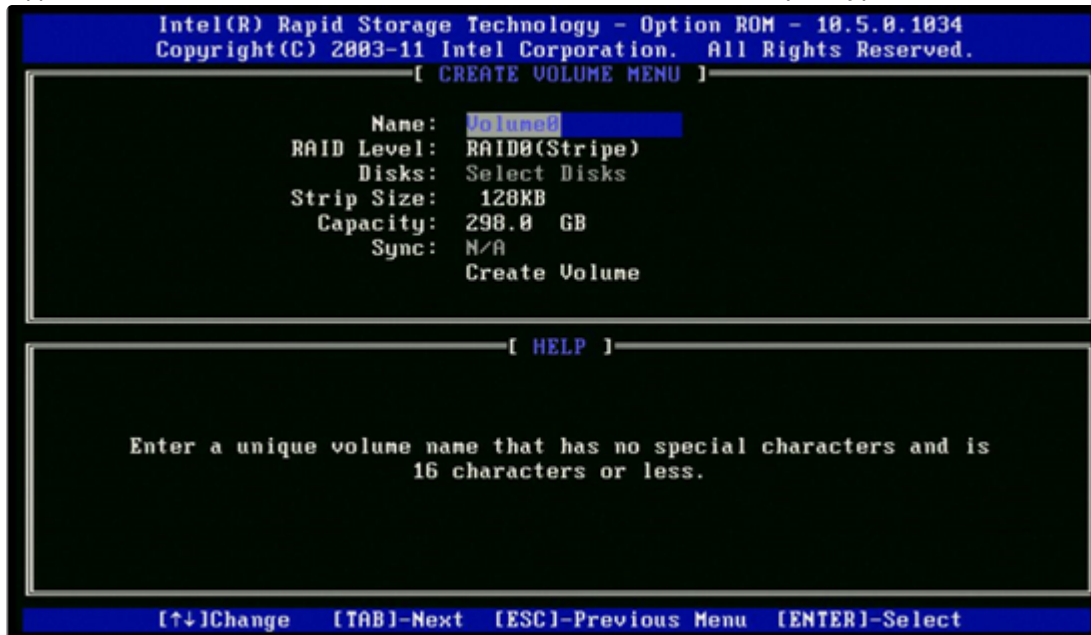 Intel(R) Rapid Storage Technology - Option ROM - 10.5.0.1034
Copyright(C) 2003-11 Intel Corporation. All Rights Reserved.
[ CREATE VOLUME MENU ]
Name: Volume0
RAID Level: RAID0(Stripe)
Disks: Select Disks
Strip Size: 128KB
Capacity: 298.0 GB
Sync: N/A
Create Volume
[ HELP ]
Enter a unique volume name that has no special characters and is
16 characters or less.
[↑↓]Change [TAB]-Next [ESC]-Previous Menu [ENTER]-Select